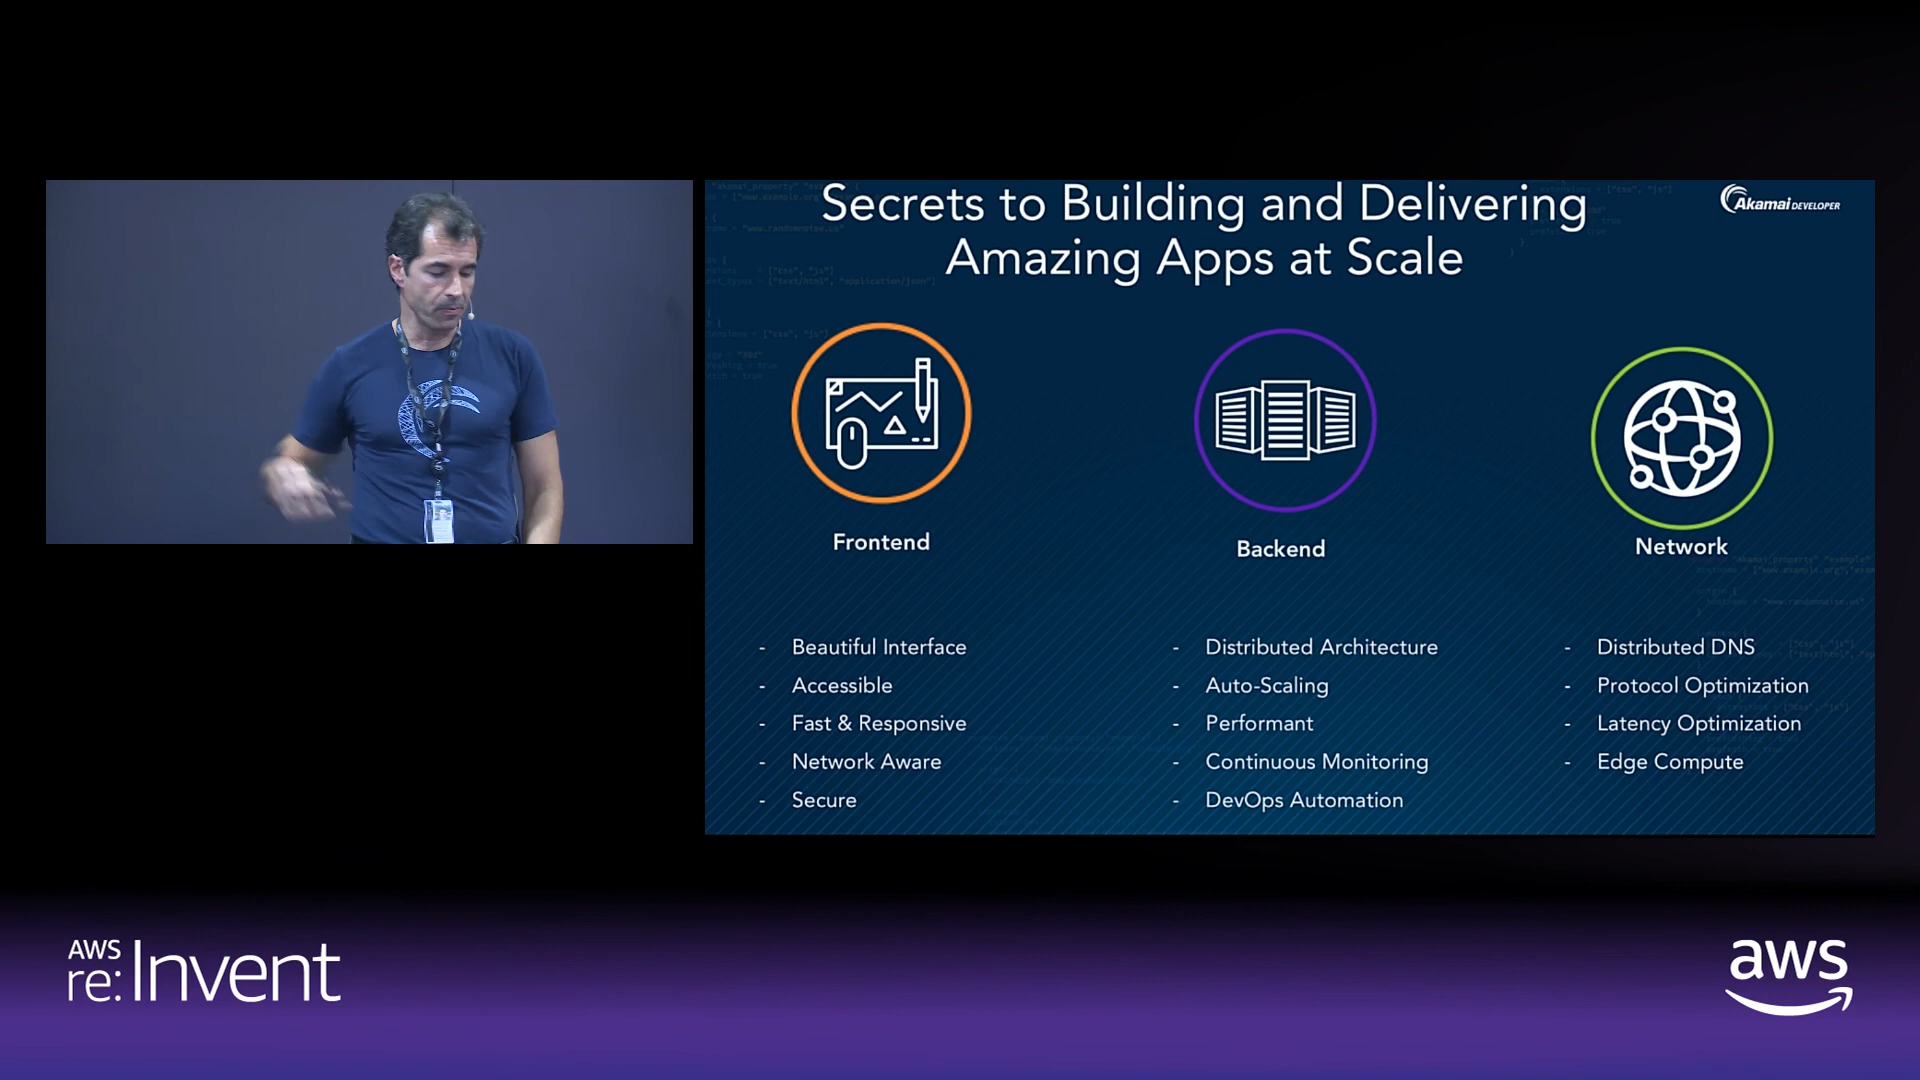 Secrets to Building and Delivering
Amazing Apps at Scale
Akamai DEVELOPER
Frontend
Backend
Network
- Beautiful Interface
- Accessible
- Fast & Responsive
- Network Aware
- Secure
- Distributed Architecture
- Auto-Scaling
- Performant
- Continuous Monitoring
- DevOps Automation
- Distributed DNS
- Protocol Optimization
- Latency Optimization
- Edge Compute
AWS
re:Invent
aws